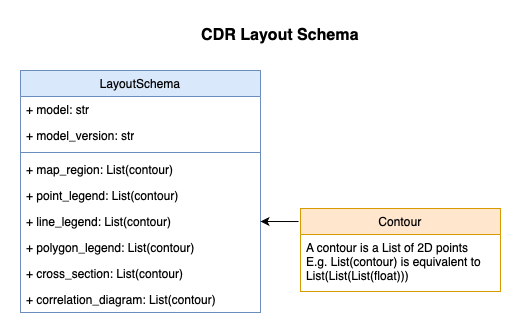 CDR Layout Schema
LayoutSchema
+ model: str
+ model_version: str
+ map_region: List(contour)
+ point_legend: List(contour)
+ line_legend: List(contour)
+ polygon_legend: List(contour)
+ cross_section: List(contour)
+ correlation_diagram: List(contour)
Contour
A contour is a List of 2D points
E.g. List(contour) is equivalent to
List(List(List(float)))